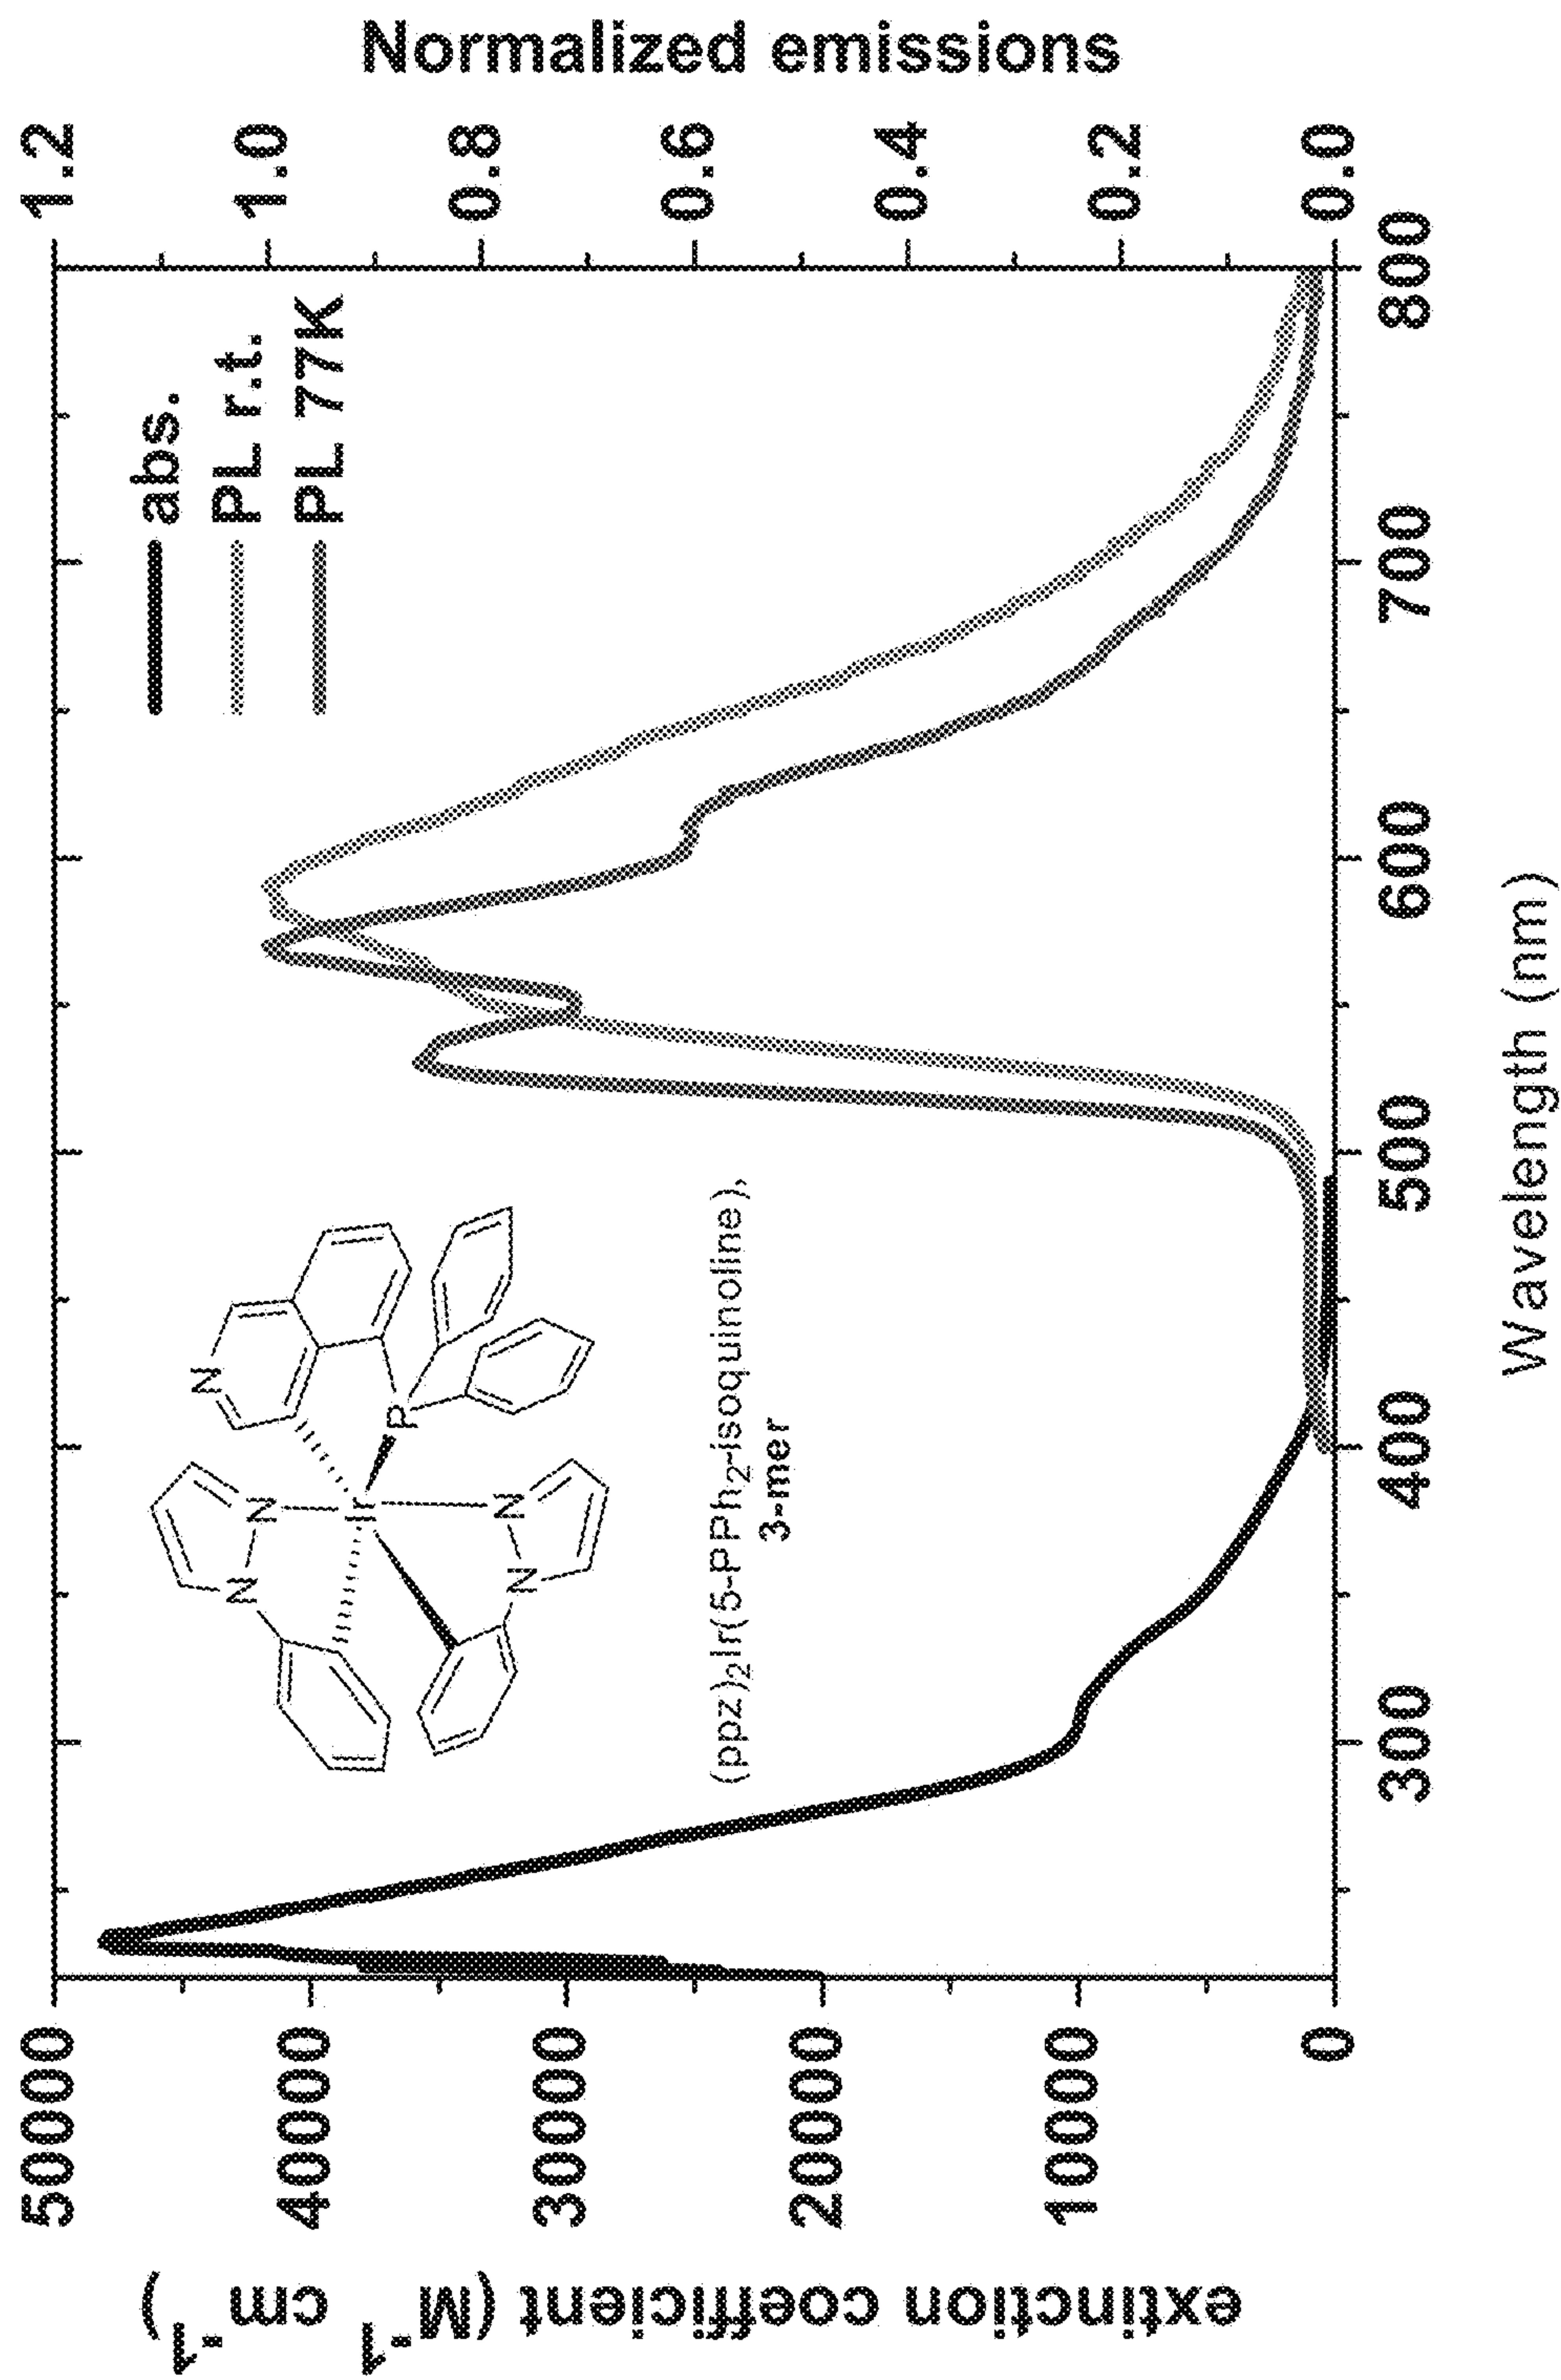 abs.
PL r.t.
PL 77K
N
N
N
Ir
N
N
P
(ppz)₂Ir(5-PPh₂-isoquinoline),
3-mer
extinction coefficient (M⁻¹ cm⁻¹)
50000
40000
30000
20000
10000
0
Normalized emissions
1.2
1.0
0.8
0.6
0.4
0.2
0.0
300
400
500
600
700
800
Wavelength (nm)